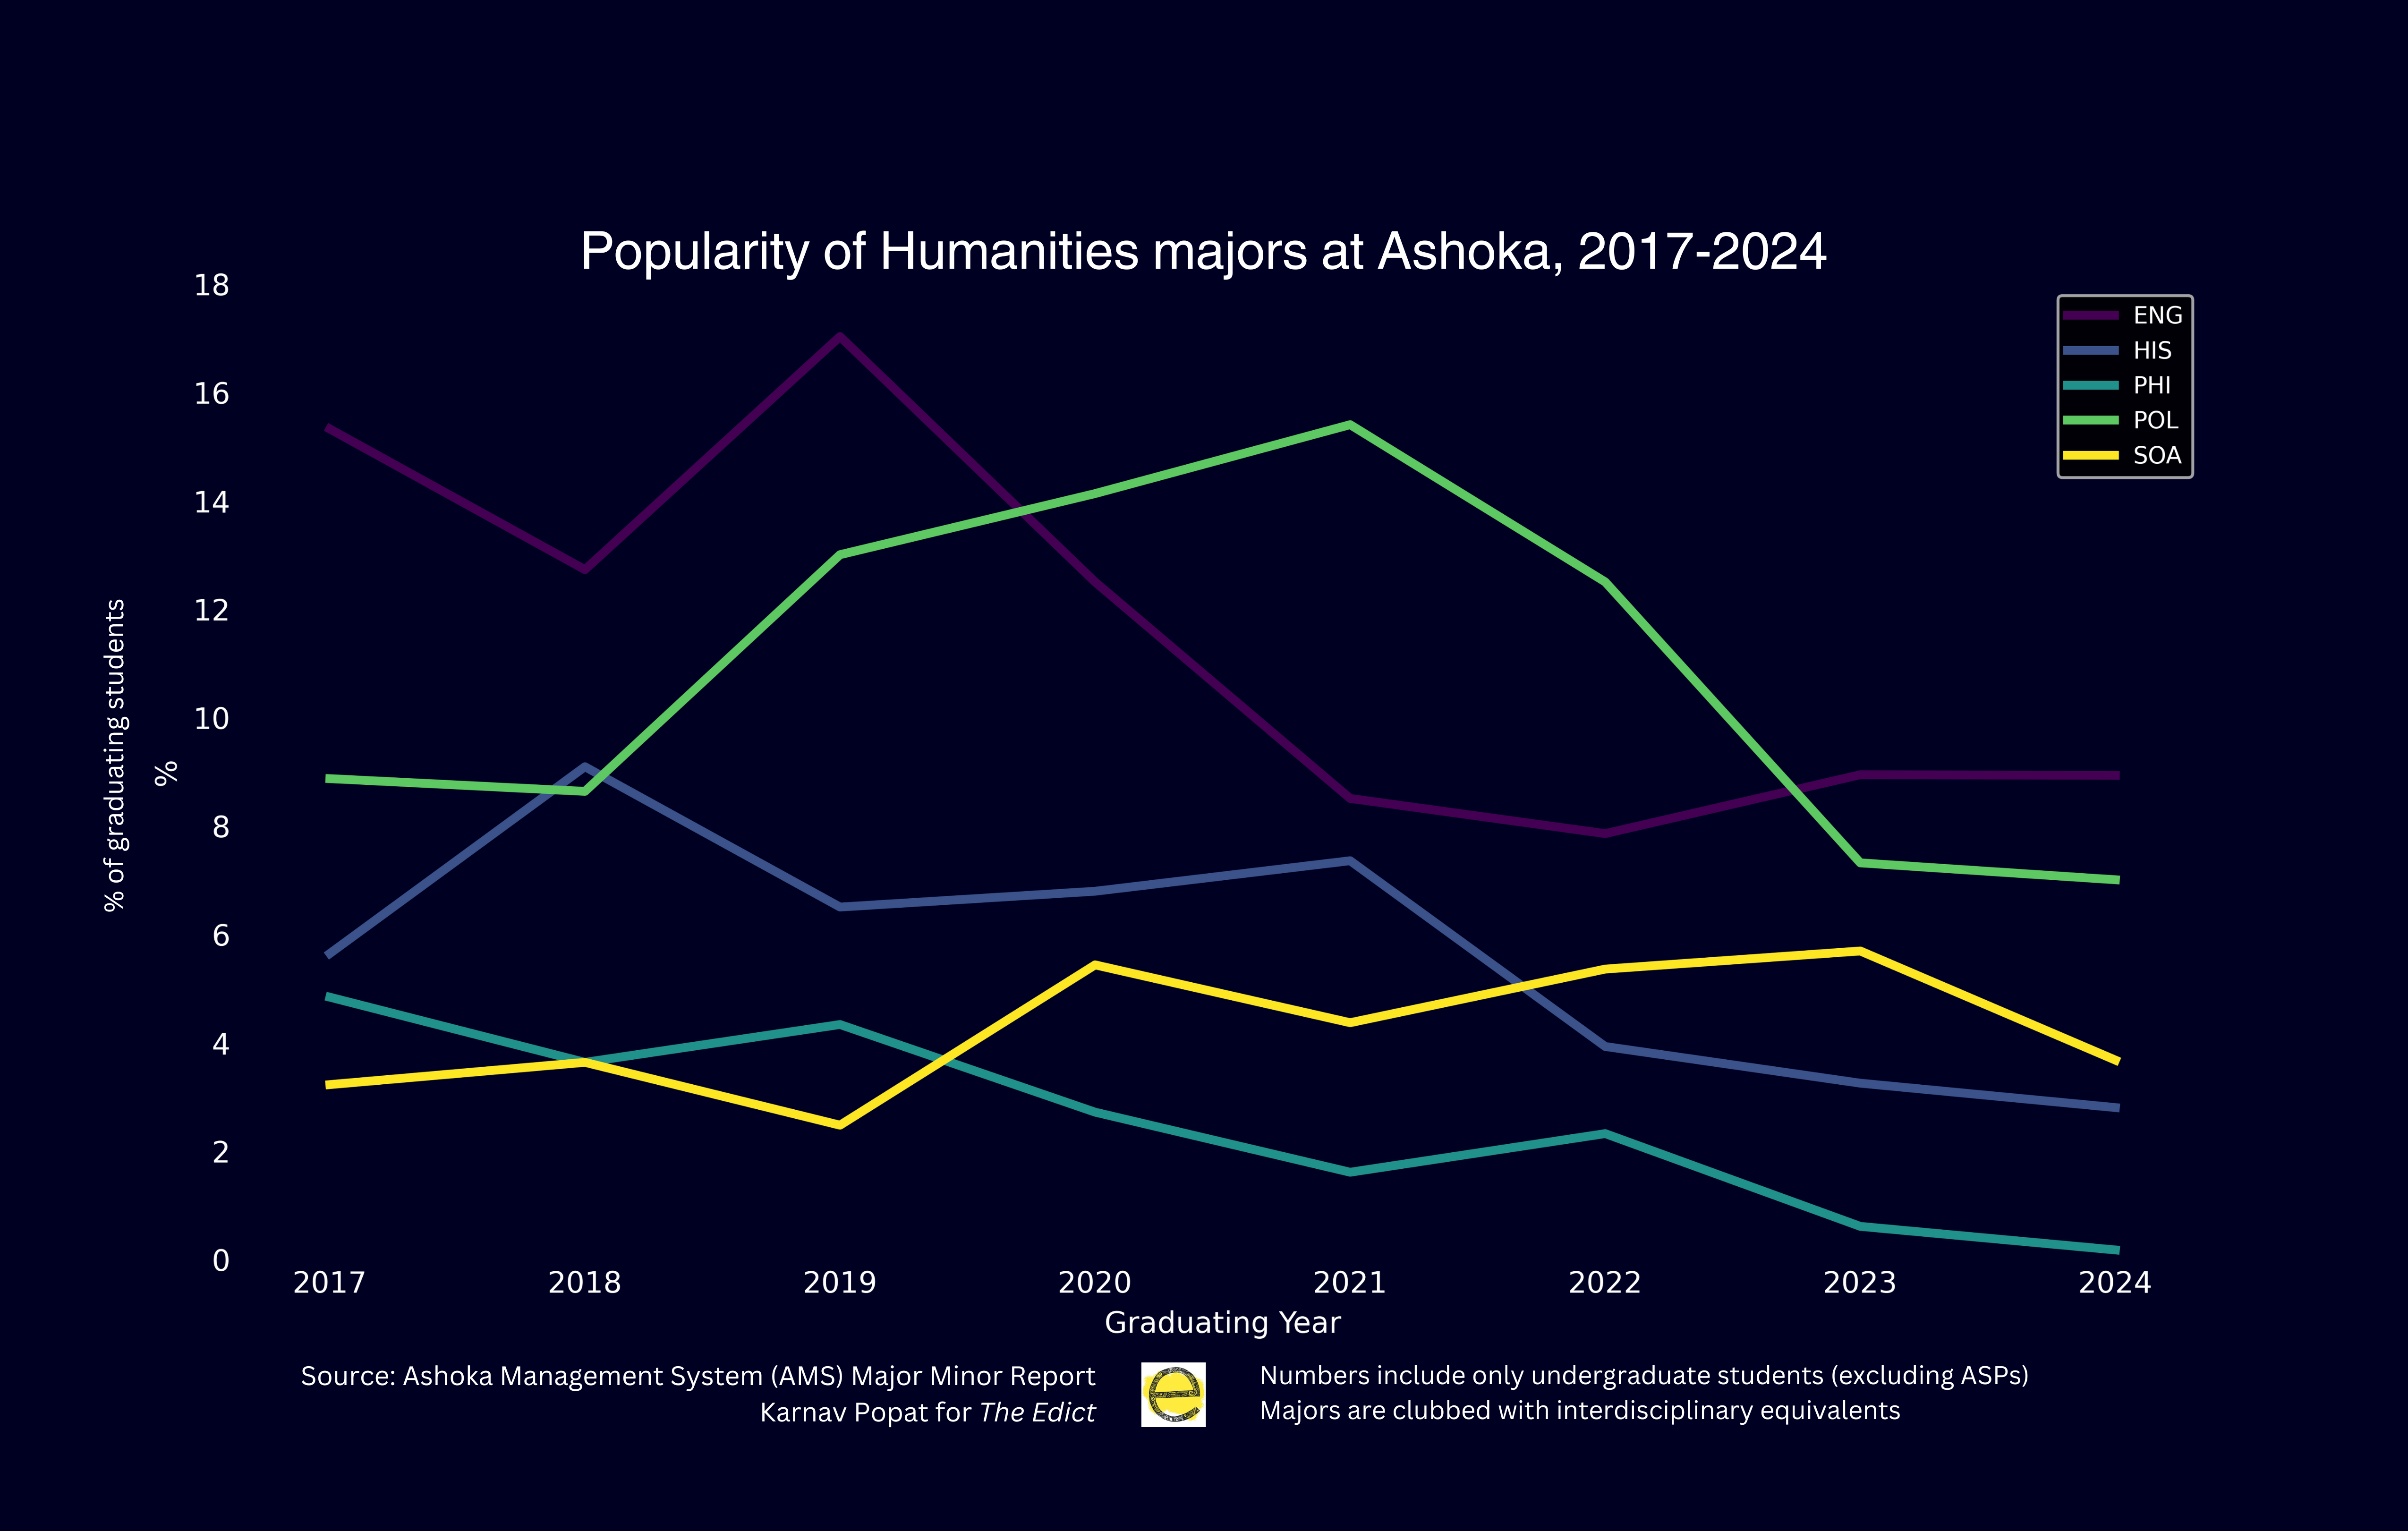 Popularity of Humanities majors at Ashoka, 2017-2024
18
16
14
12
10
8
6
4
2
0
% of graduating students
%
ENG
HIS
PHI
POL
SOA
2017 2018 2019 2020 2021 2022 2023 2024
Graduating Year
Source: Ashoka Management System (AMS) Major Minor Report
Karnav Popat for The Edict
e
Numbers include only undergraduate students (excluding ASPs)
Majors are clubbed with interdisciplinary equivalents